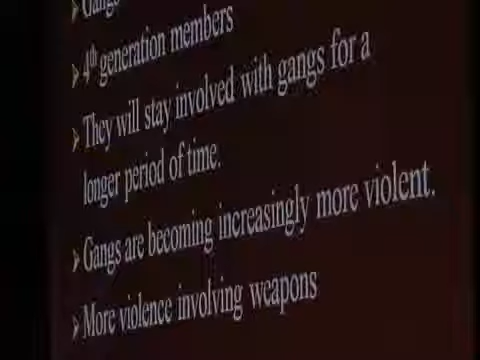 Gangs
4th generation members
They will stay involved with gangs for a
longer period of time.
Gangs are becoming increasingly more violent.
More violence involving weapons